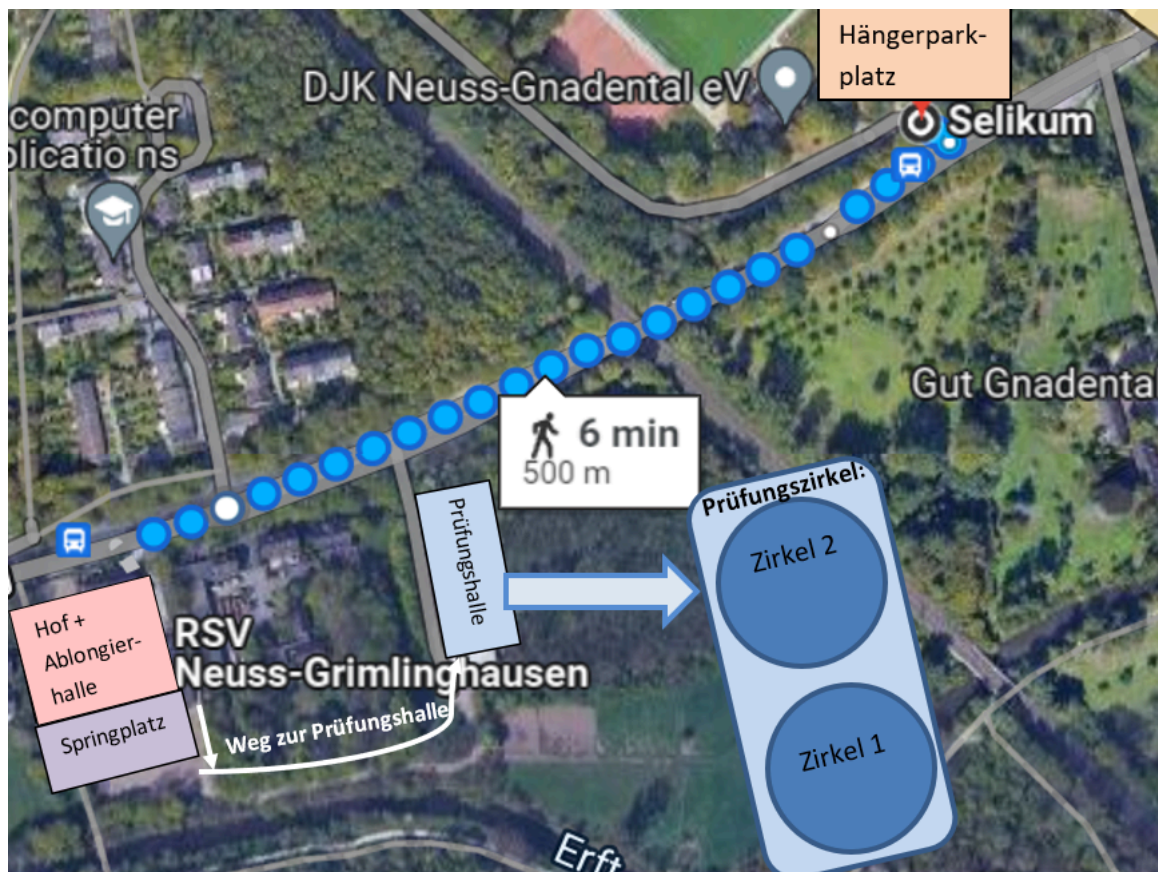 Hängerpark-
platz
DJK Neuss-Gnadental eV
Selikum
computer
plicatio ns
Gut Gnadental
6 min
500 m
Prüfungszirkel:
Zirkel 2
Zirkel 1
Prüfungshalle
Hof +
Ablongier-
halle
Springplatz
RSV
Neuss-Grimlinghausen
Weg zur Prüfungshalle
Erft